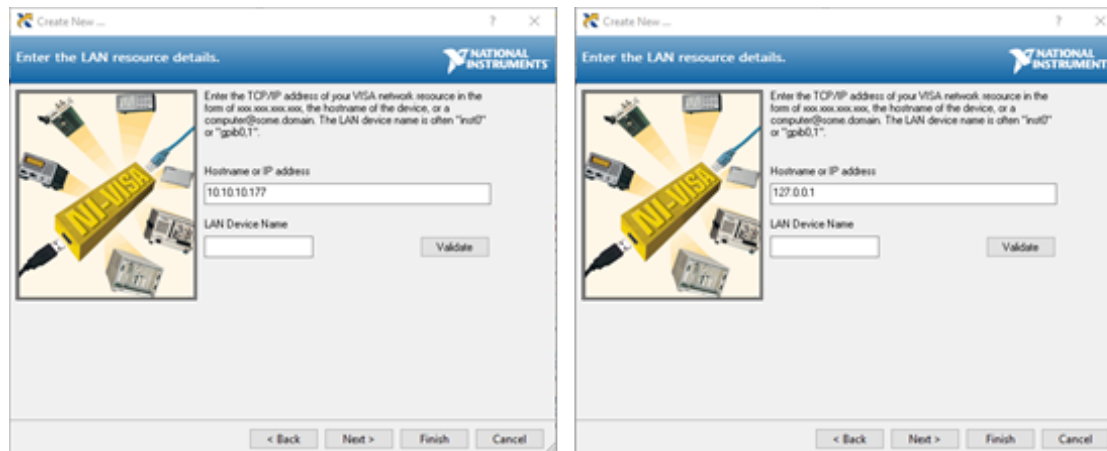 Create New ...
Enter the LAN resource details.
NATIONAL
INSTRUMENTS
Enter the TCP/IP address of your VISA network resource in the
form of xxx.xxx.xxx.xxx, the hostname of the device, or a
computer@some.domain. The LAN device name is often "inst0"
or "gpib0,1".
Hostname or IP address
10.10.10.177
LAN Device Name
Validate
NI-VISA
< Back
Next >
Finish
Cancel
Create New ...
Enter the LAN resource details.
NATIONAL
INSTRUMENT
Enter the TCP/IP address of your VISA network resource in the
form of xxx.xxx.xxx.xxx, the hostname of the device, or a
computer@some.domain. The LAN device name is often "inst0"
or "gpib0,1".
Hostname or IP address
127.0.0.1
LAN Device Name
Validate
NI-VISA
< Back
Next >
Finish
Cancel